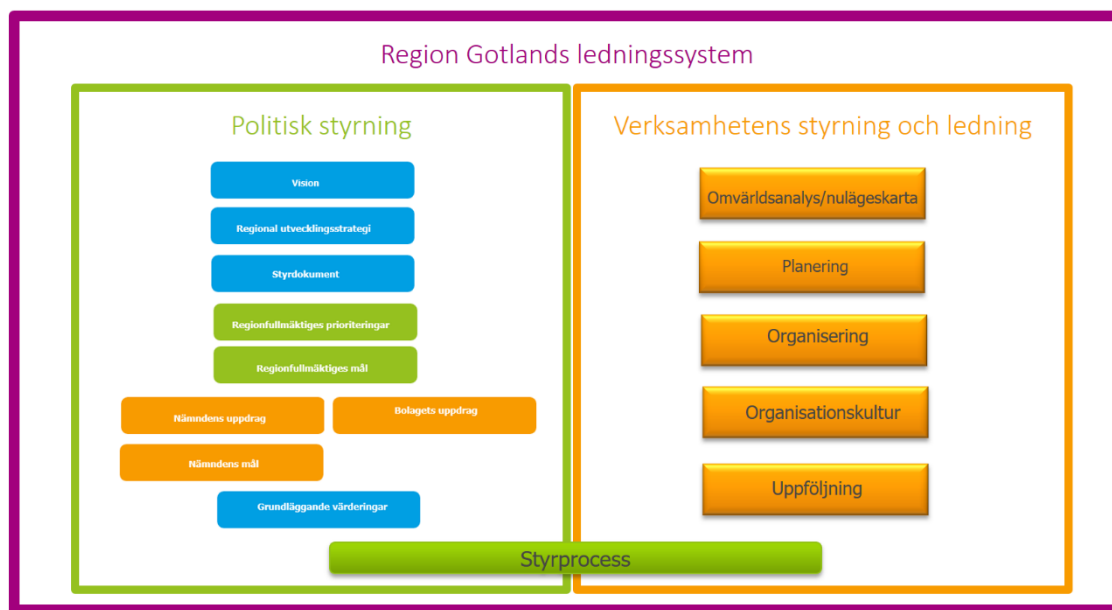 Region Gotlands ledningssystem
Politisk styrning
Vision
Regional utvecklingsstrategi
Styrdokument
Regionfullmäktiges prioriteringar
Regionfullmäktiges mål
Nämndens uppdrag
Bolagets uppdrag
Nämndens mål
Grundläggande värderingar
Verksamhetens styrning och ledning
Omvärldsanalys/nulägeskarta
Planering
Organisering
Organisationskultur
Uppföljning
Styrprocess